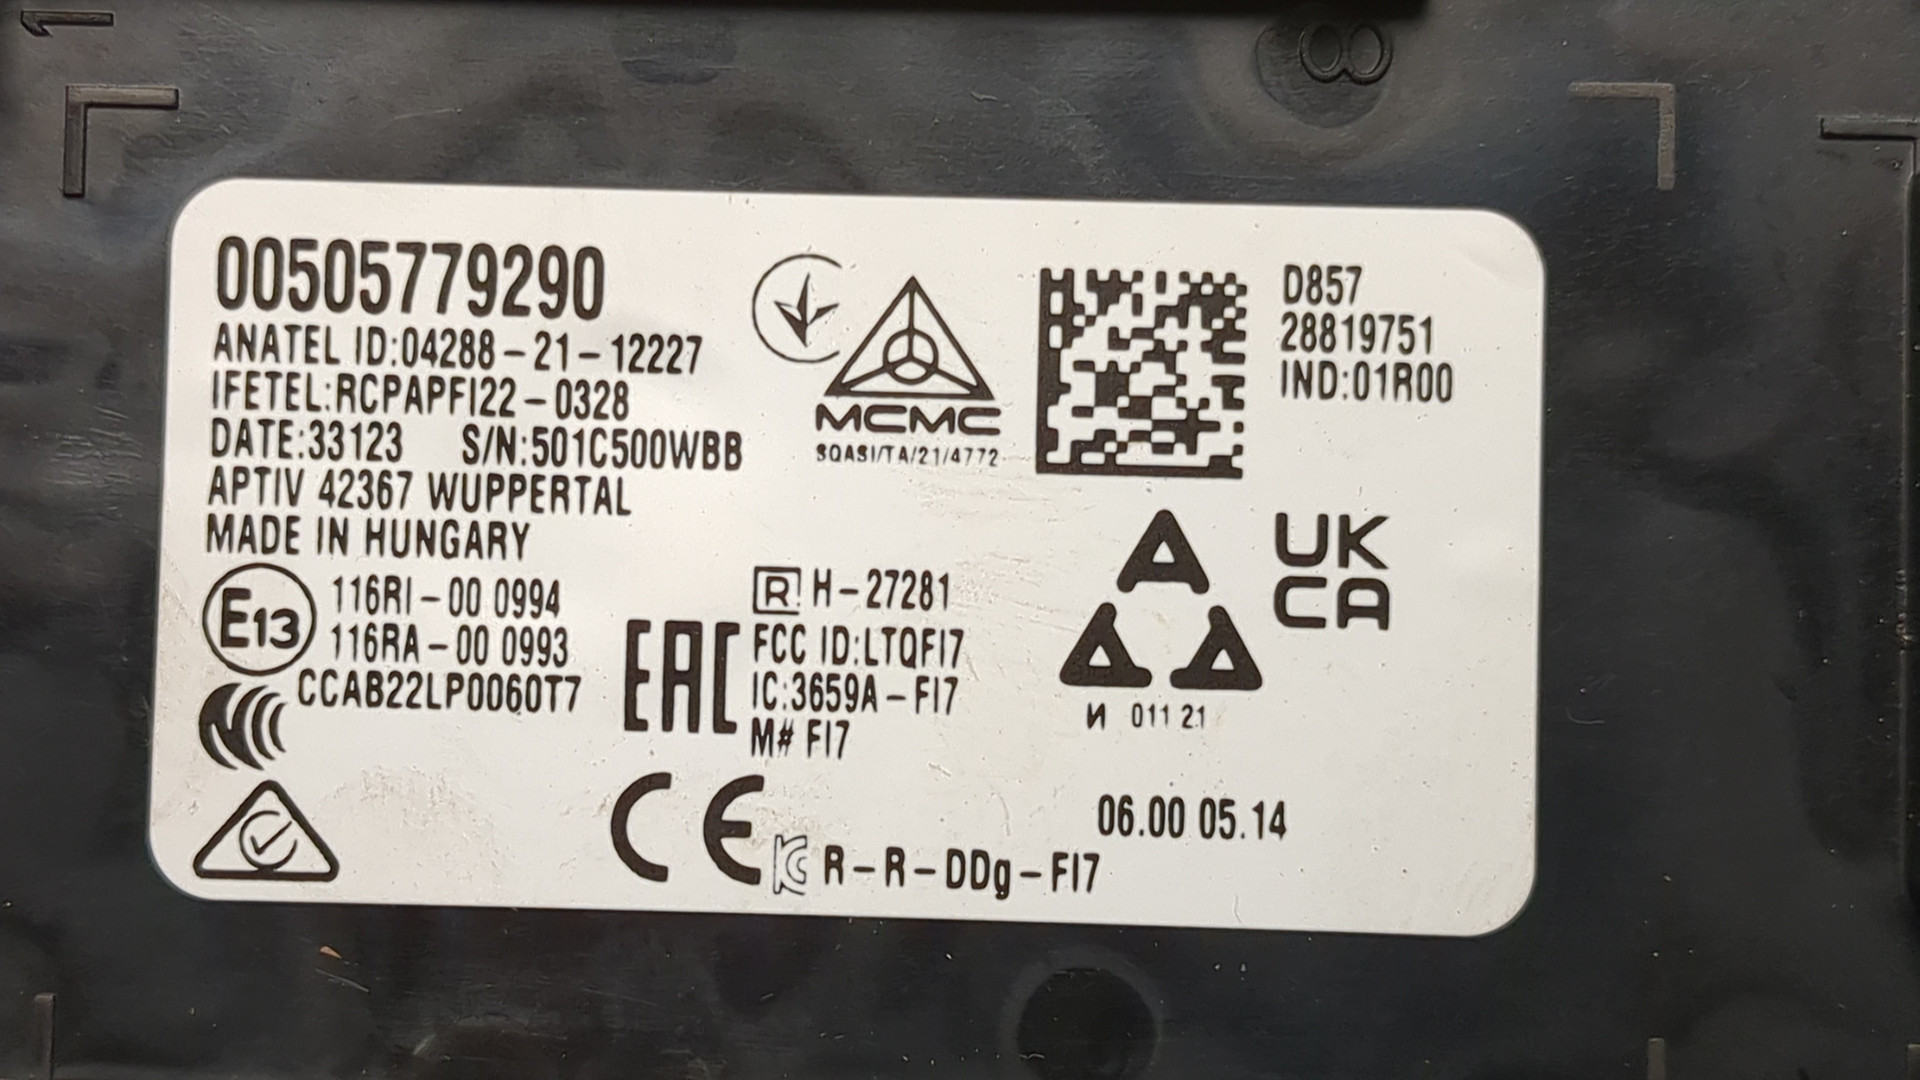 1
8
00505779290
ANATEL ID:04288-21-12227
IFETEL:RCPAPFI22-0328
DATE:33123 S/N:501C500WBB
APTIV 42367 WUPPERTAL
MADE IN HUNGARY
MCMC
SQASI/TA/21/4772
D857
28819751
IND:01R00
E13
116RI-00 0994
116RA-00 0993
CCAB22LP0060T7
EAC
R H-27281
FCC ID:LTQFI7
IC:3659A-FI7
M# FI7
UK
CA
И 011 21
CE
R-R-DDg-FI7
06.00 05.14